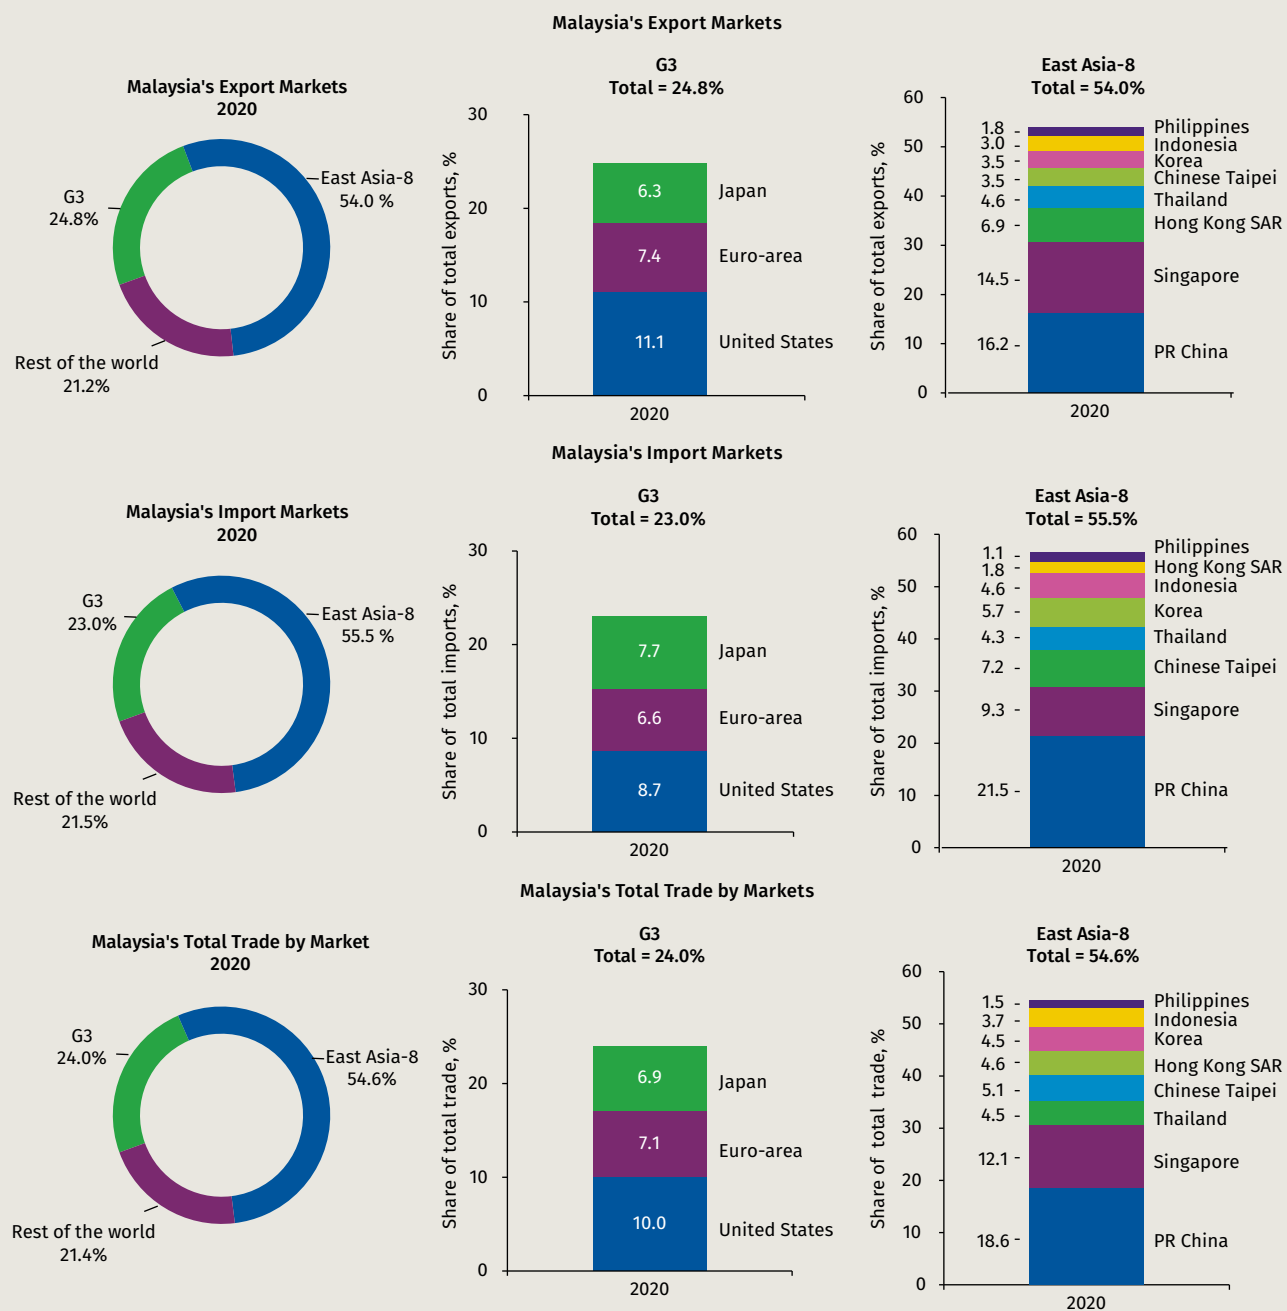 Malaysia's Export Markets
Malaysia's Export Markets
2020
G3
24.8%
East Asia-8
54.0 %
Rest of the world
21.2%
G3
Total = 24.8%
Share of total exports, %
30
20
10
0
6.3
Japan
7.4
Euro-area
11.1
United States
2020
East Asia-8
Total = 54.0%
Share of total exports, %
60
50
40
30
20
10
0
1.8 - Philippines
3.0 - Indonesia
3.5 - Korea
3.5 - Chinese Taipei
4.6 - Thailand
6.9 - Hong Kong SAR
14.5 - Singapore
16.2 - PR China
2020
Malaysia's Import Markets
Malaysia's Import Markets
2020
G3
23.0%
East Asia-8
55.5 %
Rest of the world
21.5%
G3
Total = 23.0%
Share of total imports, %
30
20
10
0
7.7
Japan
6.6
Euro-area
8.7
United States
2020
East Asia-8
Total = 55.5%
Share of total imports, %
60
50
40
30
20
10
0
1.1 - Philippines
1.8 - Hong Kong SAR
4.6 - Indonesia
5.7 - Korea
4.3 - Thailand
7.2 - Chinese Taipei
9.3 - Singapore
21.5 - PR China
2020
Malaysia's Total Trade by Markets
Malaysia's Total Trade by Market
2020
G3
24.0%
East Asia-8
54.6%
Rest of the world
21.4%
G3
Total = 24.0%
Share of total trade, %
30
20
10
0
6.9
Japan
7.1
Euro-area
10.0
United States
2020
East Asia-8
Total = 54.6%
Share of total trade, %
60
50
40
30
20
10
0
1.5 - Philippines
3.7 - Indonesia
4.5 - Korea
4.6 - Hong Kong SAR
5.1 - Chinese Taipei
4.5 - Thailand
12.1 - Singapore
18.6 - PR China
2020